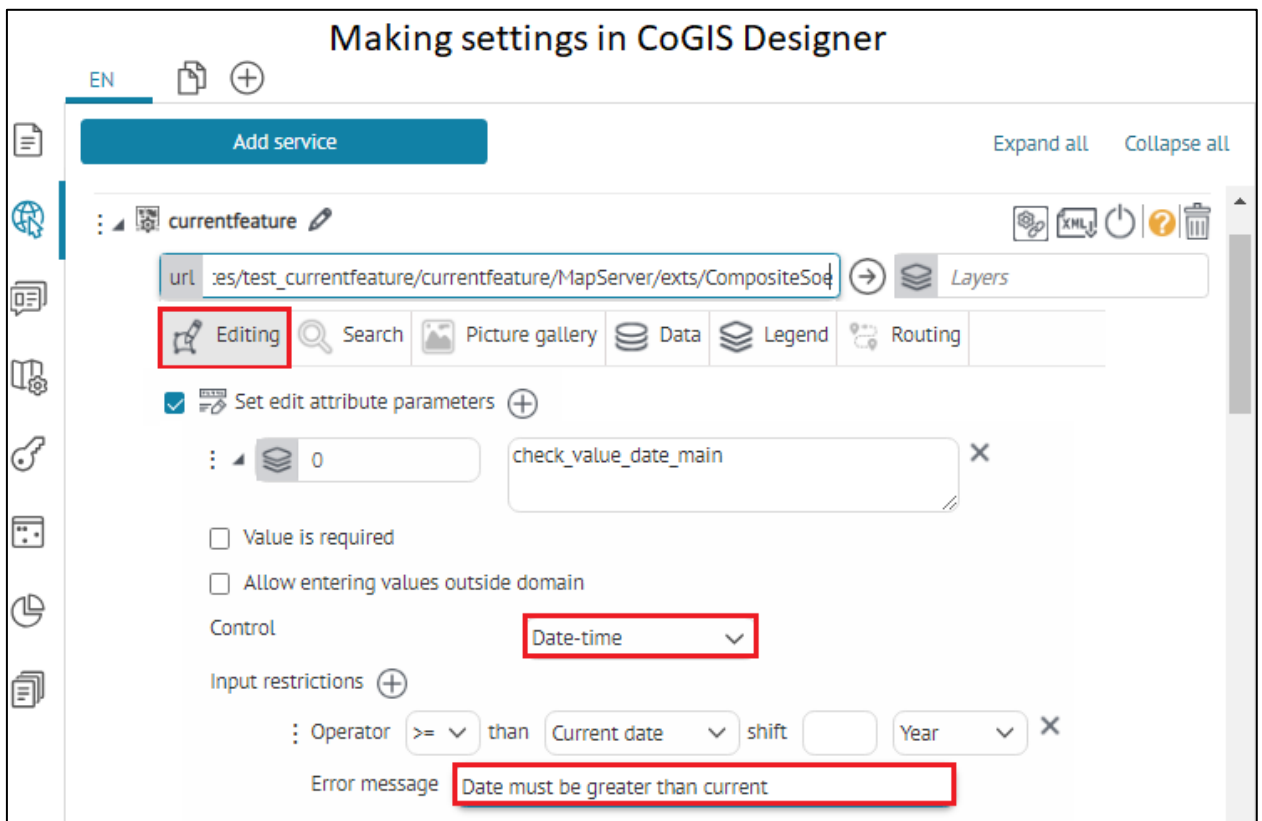 Making settings in CoGIS Designer
EN
Add service
Expand all Collapse all
currentfeature
XML ?
url :es/test_currentfeature/currentfeature/MapServer/exts/CompositeSoe Layers
Editing Search Picture gallery Data Legend Routing
Set edit attribute parameters
0 check_value_date_main
Value is required
Allow entering values outside domain
Control Date-time
Input restrictions
Operator >= than Current date shift Year
Error message Date must be greater than current